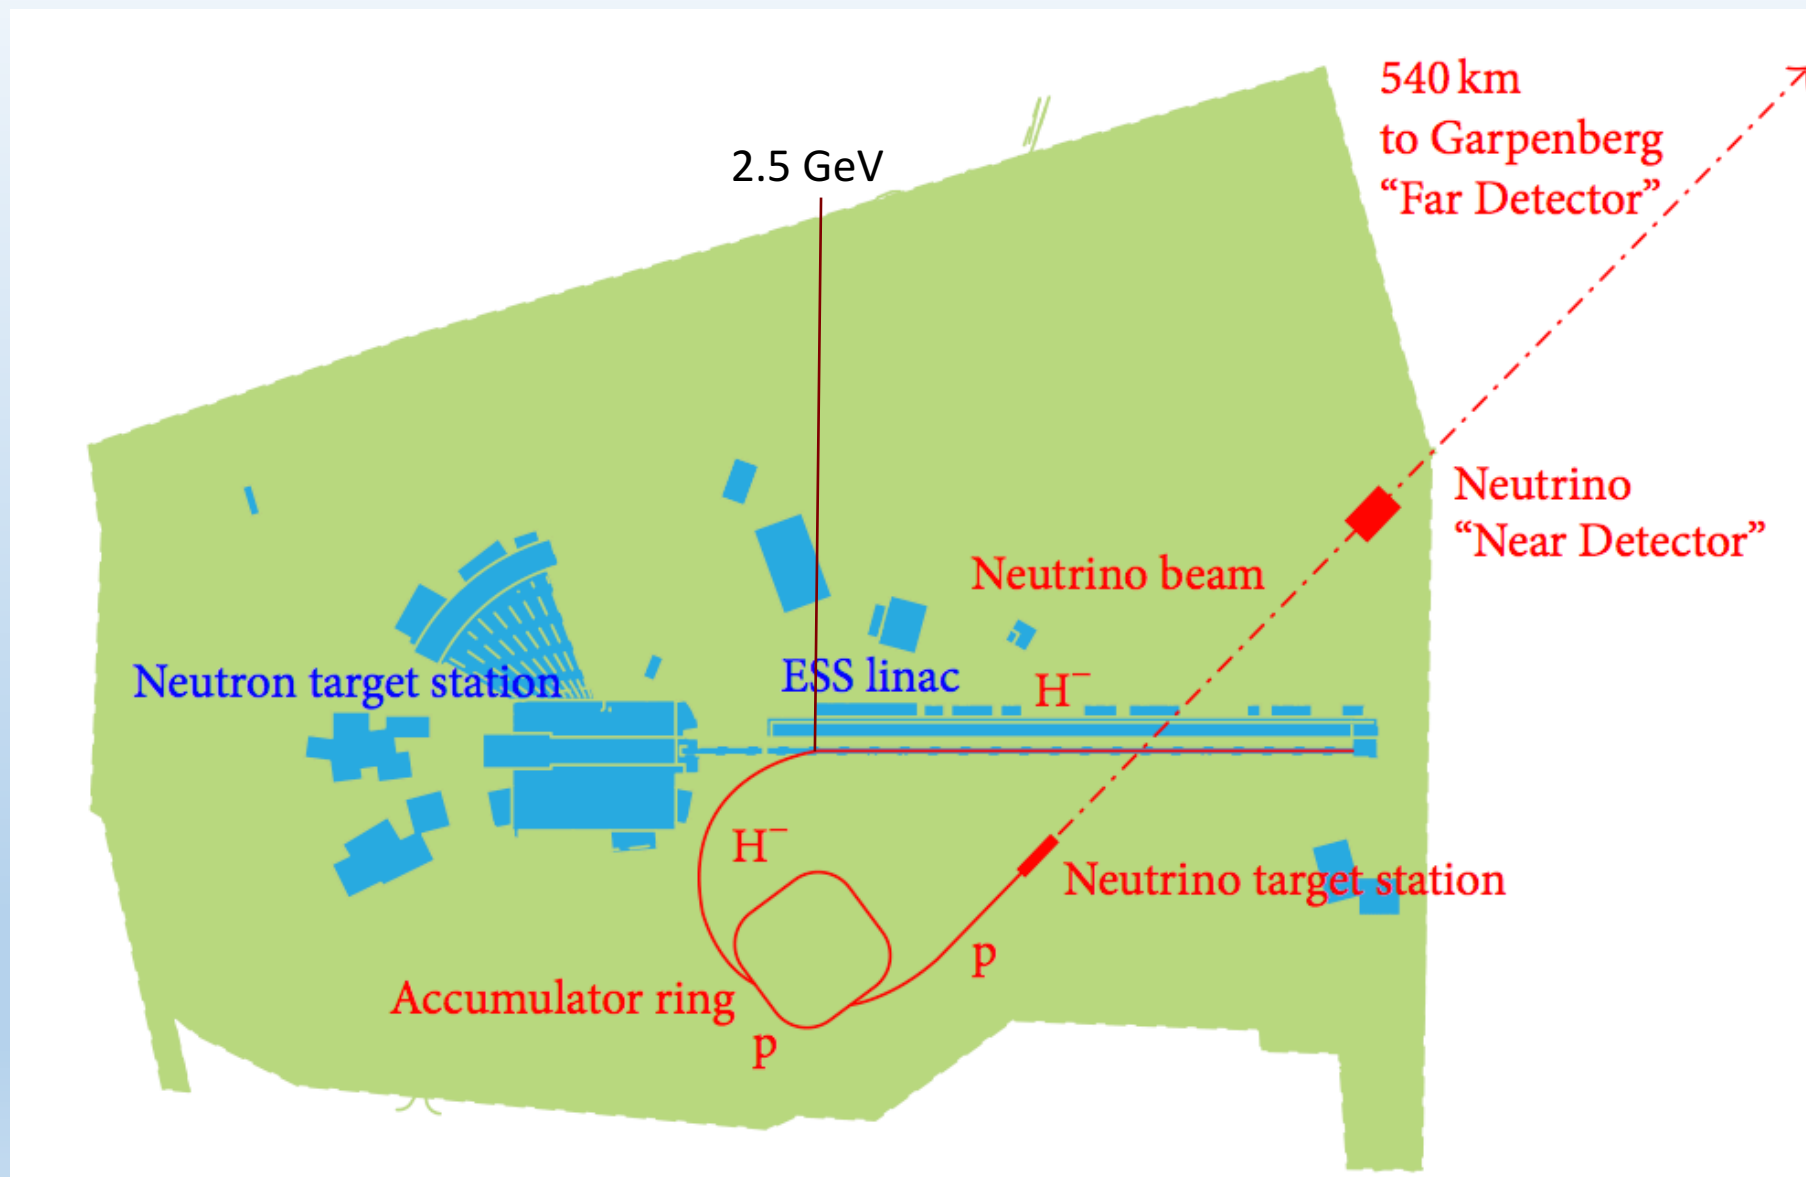 540 km
to Garpenberg
“Far Detector”
2.5 GeV
Neutrino
“Near Detector”
Neutrino beam
Neutron target station
ESS linac
H⁻
H⁻
Neutrino target station
p
Accumulator ring
p